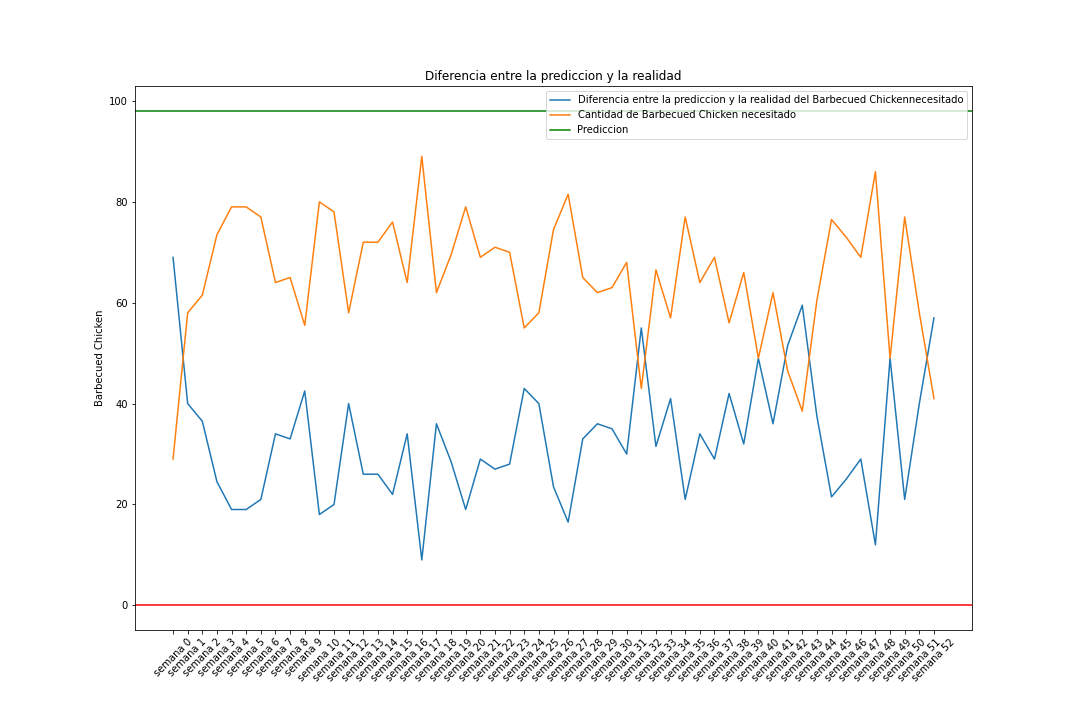 Diferencia entre la prediccion y la realidad
Diferencia entre la prediccion y la realidad del Barbecued Chickennecesitado
Cantidad de Barbecued Chicken necesitado
Prediccion
Barbecued Chicken
100
80
60
40
20
0
semana 0
semana 1
semana 2
semana 3
semana 4
semana 5
semana 6
semana 7
semana 8
semana 9
semana 10
semana 11
semana 12
semana 13
semana 14
semana 15
semana 16
semana 17
semana 18
semana 19
semana 20
semana 21
semana 22
semana 23
semana 24
semana 25
semana 26
semana 27
semana 28
semana 29
semana 30
semana 31
semana 32
semana 33
semana 34
semana 35
semana 36
semana 37
semana 38
semana 39
semana 40
semana 41
semana 42
semana 43
semana 44
semana 45
semana 46
semana 47
semana 48
semana 49
semana 50
semana 51
semana 52